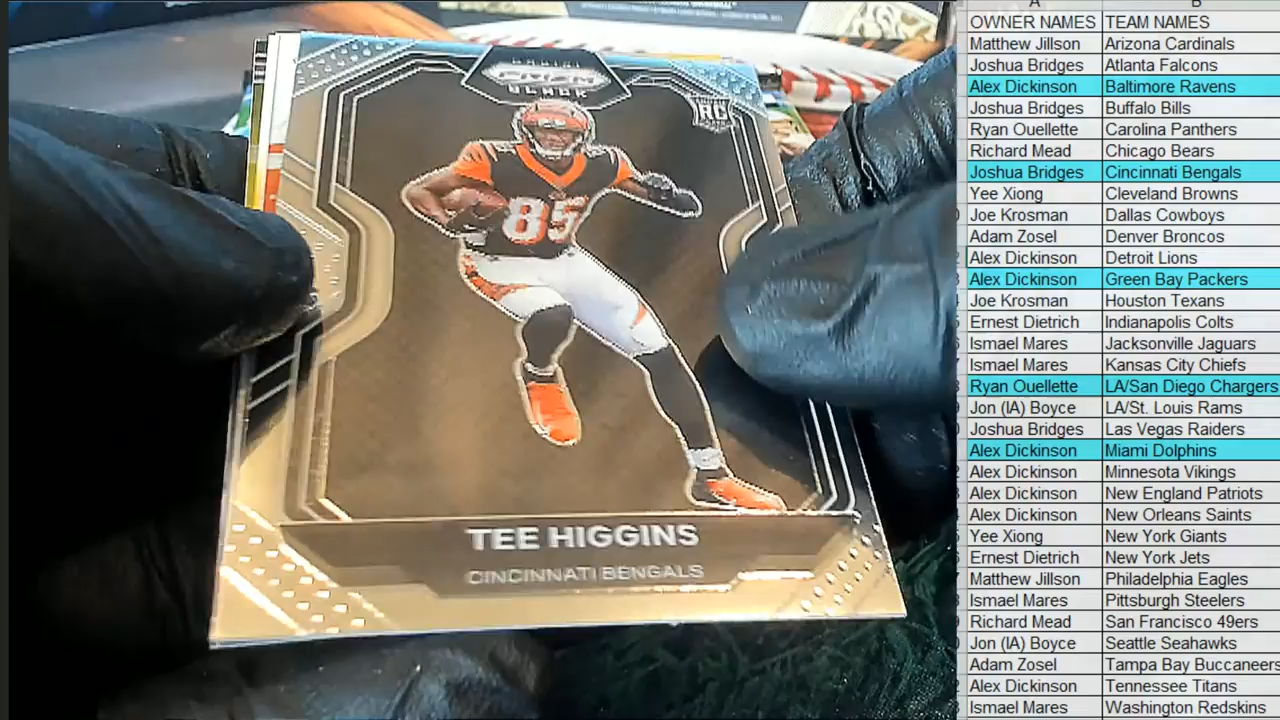 PANINI
PRIZM
BLACK
RC
85
TEE HIGGINS
CINCINNATI BENGALS
A B
OWNER NAMES TEAM NAMES
Matthew Jillson Arizona Cardinals
Joshua Bridges Atlanta Falcons
Alex Dickinson Baltimore Ravens
Joshua Bridges Buffalo Bills
Ryan Ouellette Carolina Panthers
Richard Mead Chicago Bears
Joshua Bridges Cincinnati Bengals
Yee Xiong Cleveland Browns
Joe Krosman Dallas Cowboys
Adam Zosel Denver Broncos
Alex Dickinson Detroit Lions
Alex Dickinson Green Bay Packers
Joe Krosman Houston Texans
Ernest Dietrich Indianapolis Colts
Ismael Mares Jacksonville Jaguars
Ismael Mares Kansas City Chiefs
Ryan Ouellette LA/San Diego Chargers
Jon (IA) Boyce LA/St. Louis Rams
Joshua Bridges Las Vegas Raiders
Alex Dickinson Miami Dolphins
Alex Dickinson Minnesota Vikings
Alex Dickinson New England Patriots
Alex Dickinson New Orleans Saints
Yee Xiong New York Giants
Ernest Dietrich New York Jets
Matthew Jillson Philadelphia Eagles
Ismael Mares Pittsburgh Steelers
Richard Mead San Francisco 49ers
Jon (IA) Boyce Seattle Seahawks
Adam Zosel Tampa Bay Buccaneers
Alex Dickinson Tennessee Titans
Ismael Mares Washington Redskins